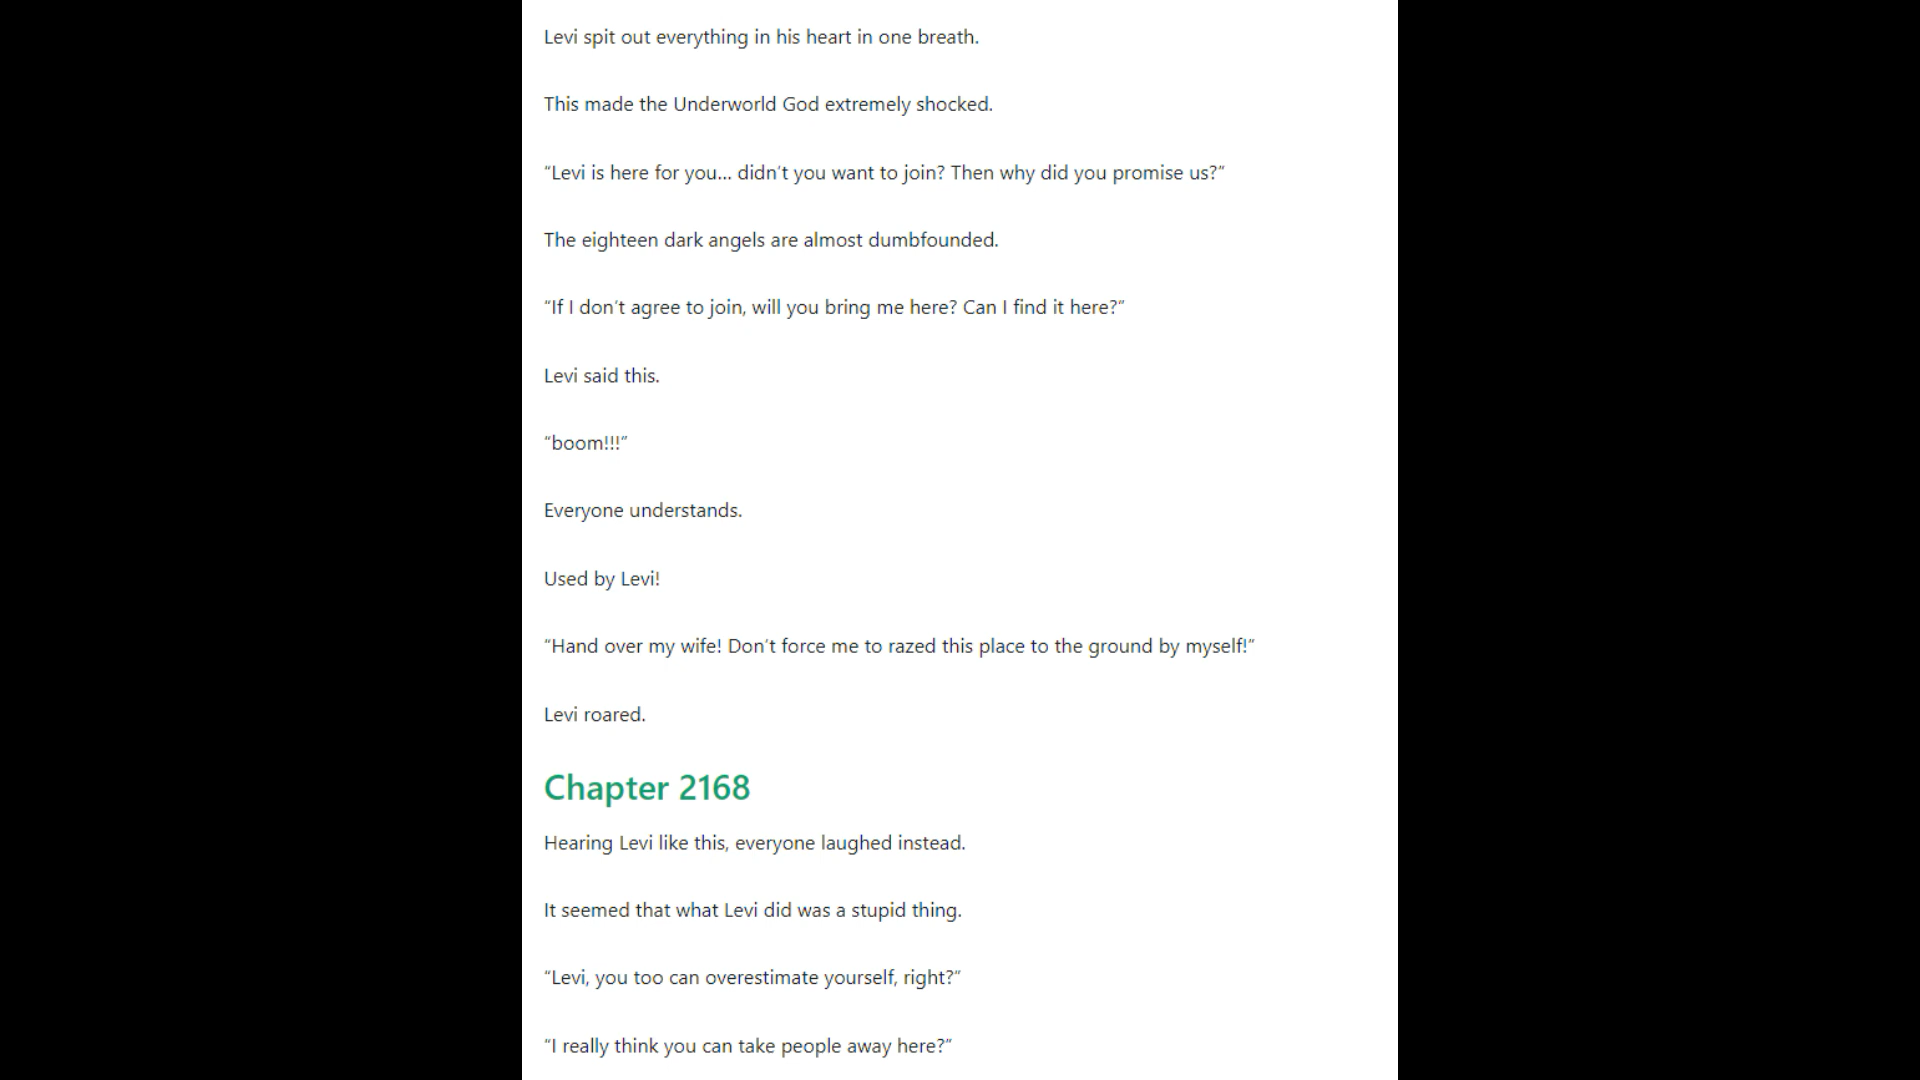 Levi spit out everything in his heart in one breath.
This made the Underworld God extremely shocked.
“Levi is here for you… didn’t you want to join? Then why did you promise us?”
The eighteen dark angels are almost dumbfounded.
“If I don’t agree to join, will you bring me here? Can I find it here?”
Levi said this.
“boom!!!”
Everyone understands.
Used by Levi!
“Hand over my wife! Don’t force me to razed this place to the ground by myself!”
Levi roared.
Chapter 2168
Hearing Levi like this, everyone laughed instead.
It seemed that what Levi did was a stupid thing.
“Levi, you too can overestimate yourself, right?”
“I really think you can take people away here?”